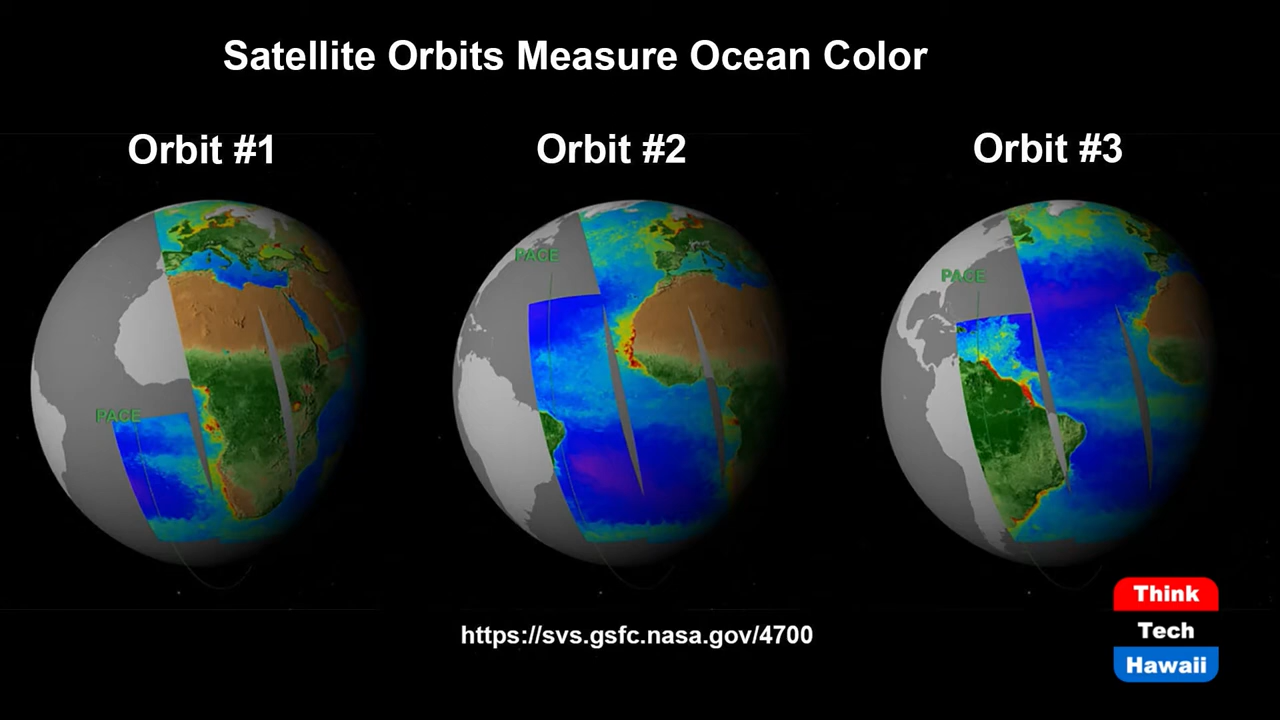 Satellite Orbits Measure Ocean Color
Orbit #1
Orbit #2
Orbit #3
PACE
PACE
PACE
https://svs.gsfc.nasa.gov/4700
Think
Tech
Hawaii